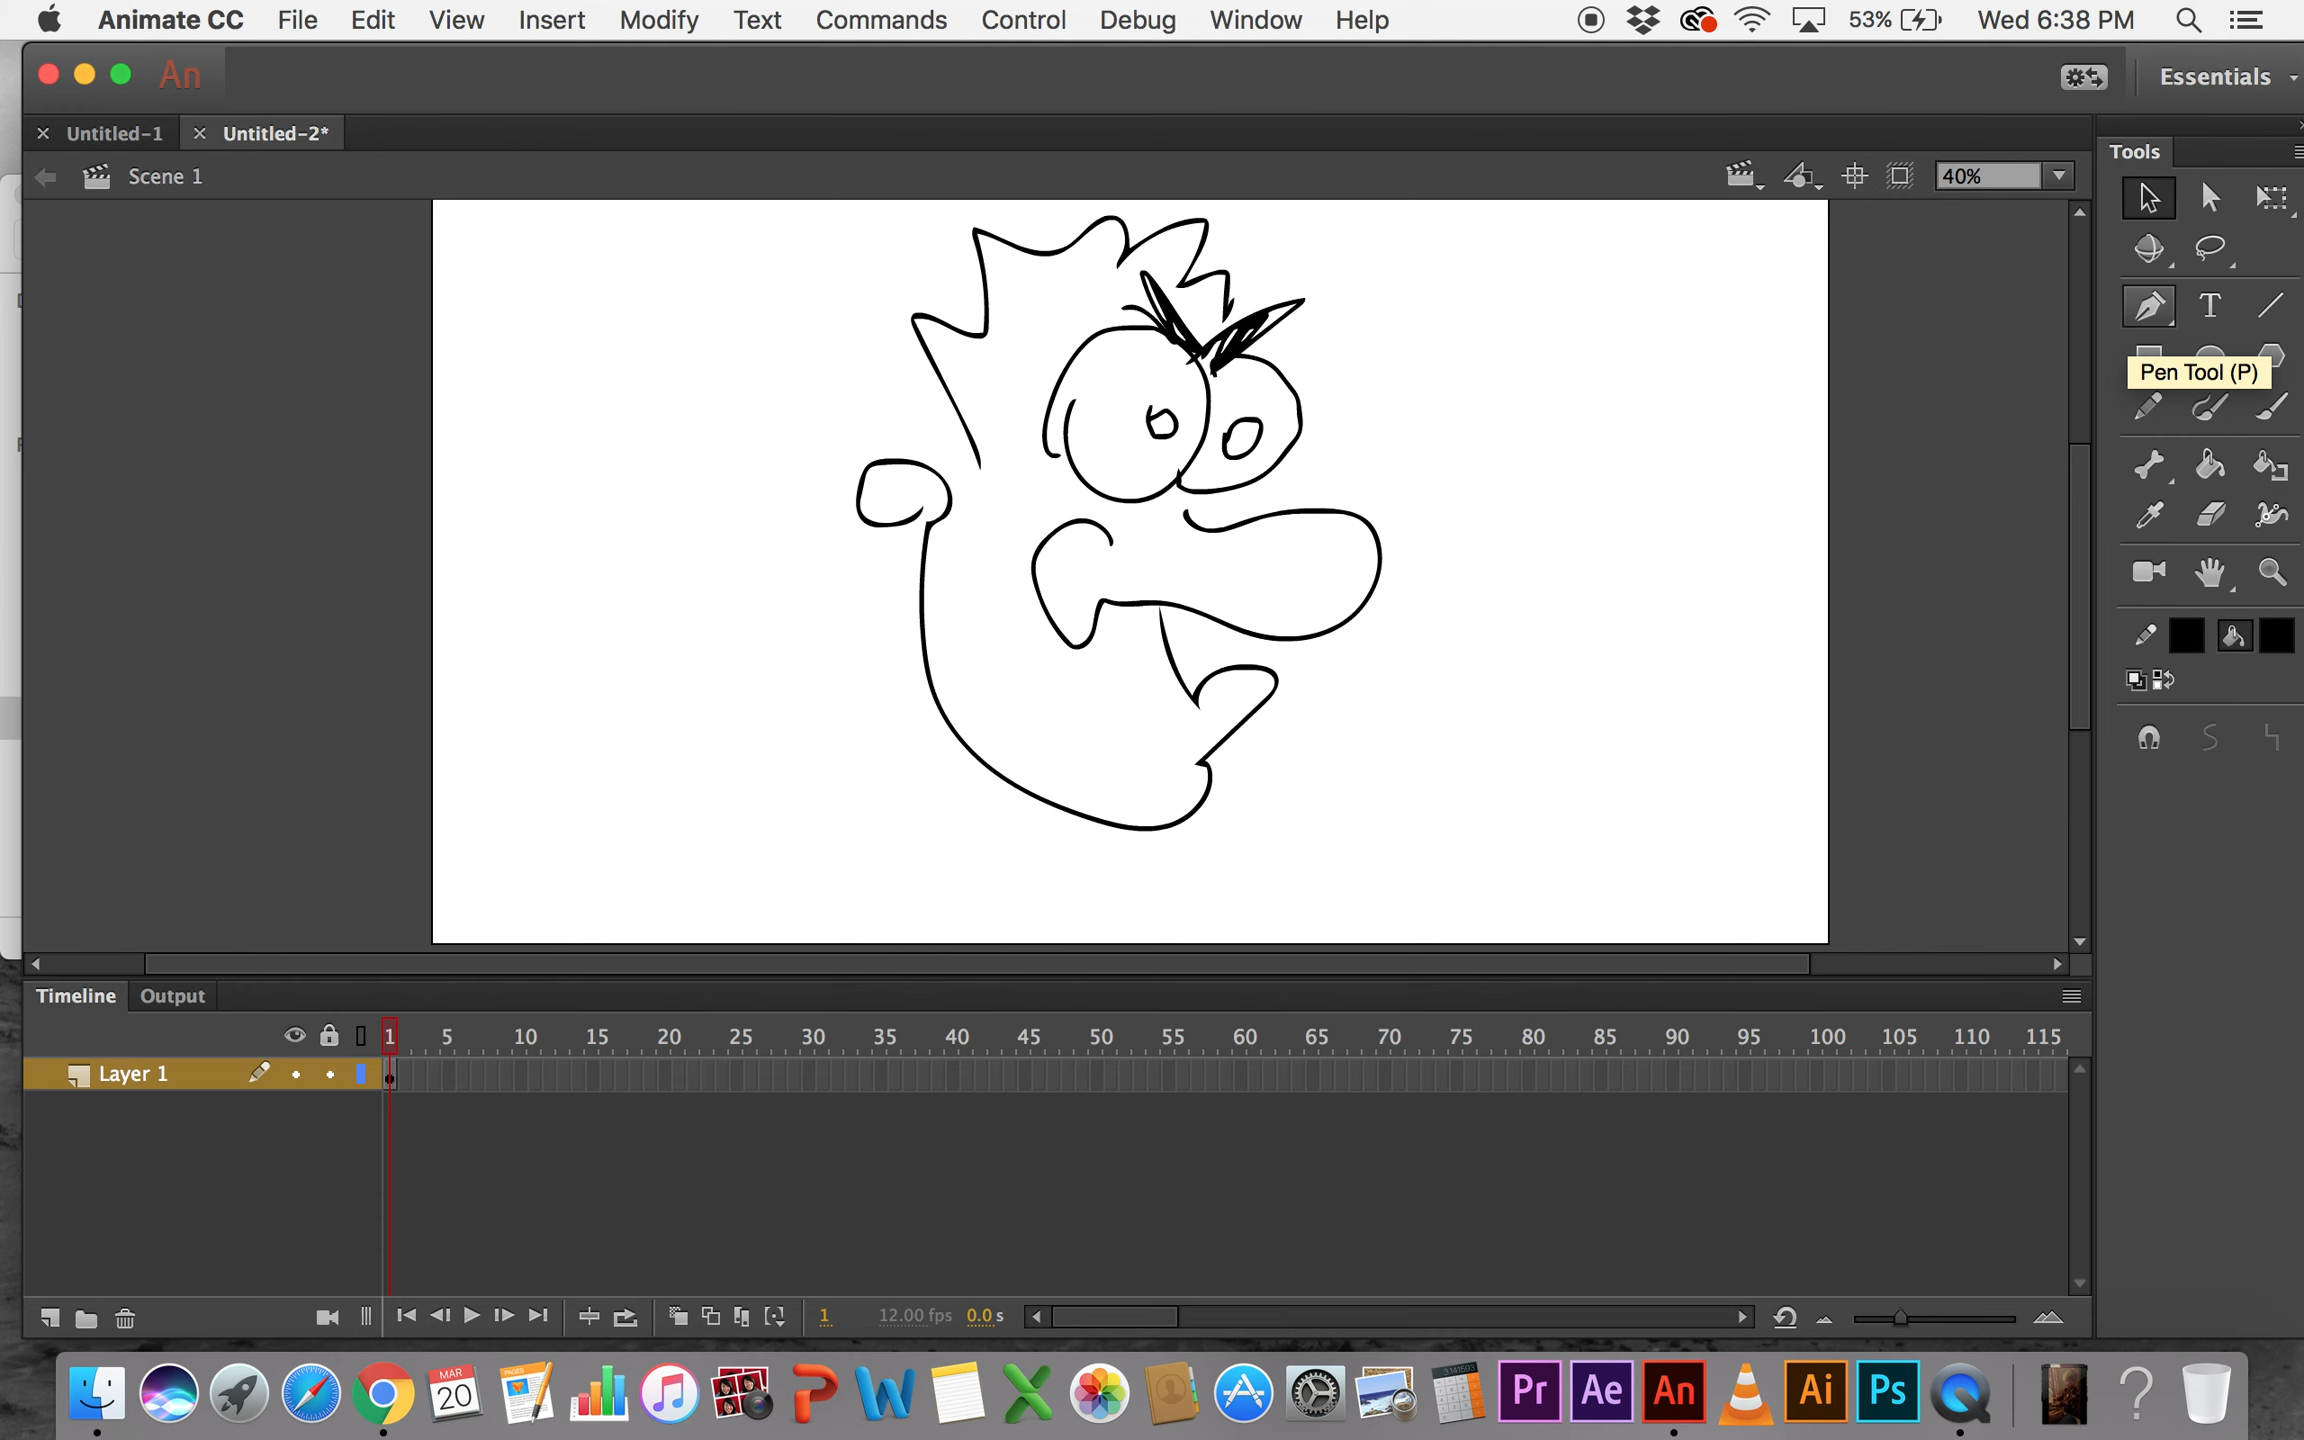 Animate CC File Edit View Insert Modify Text Commands Control Debug Window Help 53% Wed 6:38 PM
An Essentials
Untitled-1 Untitled-2*
Tools
Scene 1 40%
T
Pen Tool (P)
Timeline Output
1 5 10 15 20 25 30 35 40 45 50 55 60 65 70 75 80 85 90 95 100 105 110 115
Layer 1
1 12.00 fps 0.0 s
MAR
20
PAGES
3.141593
Pr Ae An Ai Ps